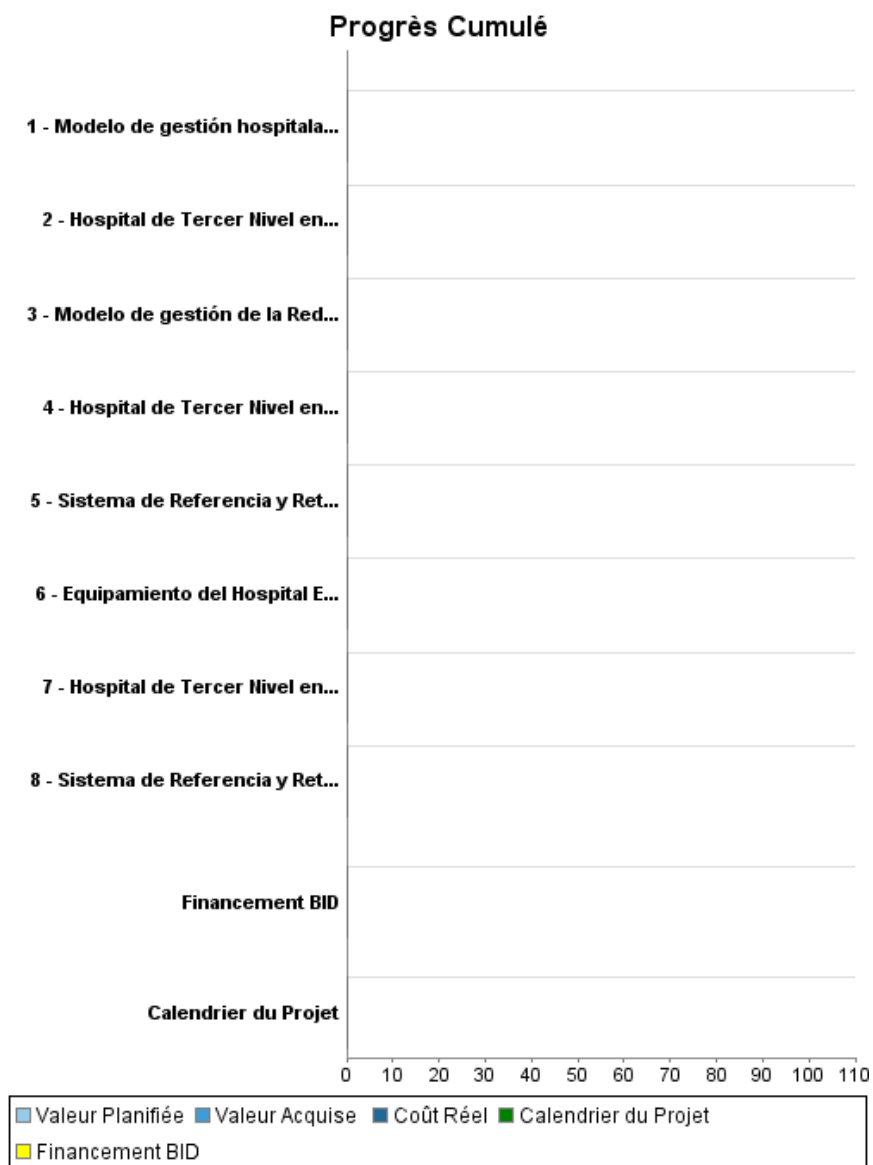 Progrès Cumulé
1 - Modelo de gestión hospitala...
2 - Hospital de Tercer Nivel en...
3 - Modelo de gestión de la Red...
4 - Hospital de Tercer Nivel en...
5 - Sistema de Referencia y Ret...
6 - Equipamiento del Hospital E...
7 - Hospital de Tercer Nivel en...
8 - Sistema de Referencia y Ret...
Financement BID
Calendrier du Projet
0 10 20 30 40 50 60 70 80 90 100 110
Valeur Planifiée Valeur Acquise Coût Réel Calendrier du Projet
Financement BID